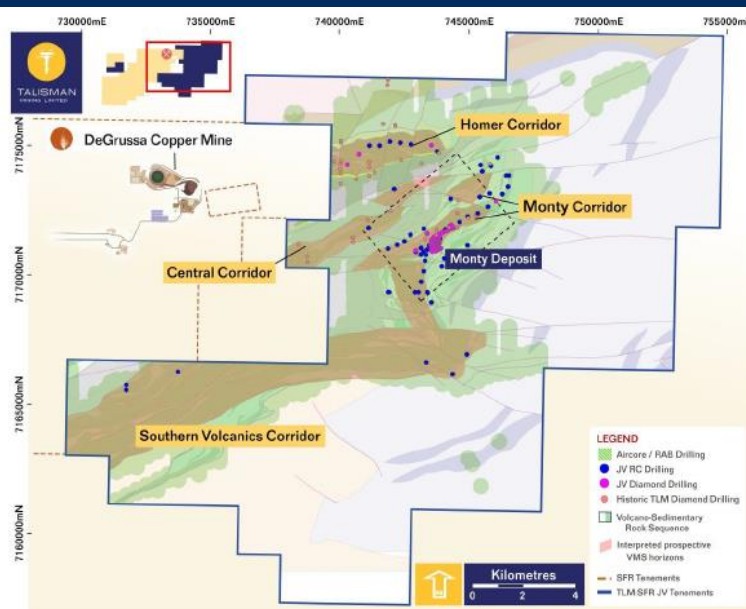 730000mE
735000mE
740000mE
745000mE
750000mE
755000mE
TALISMAN
MINING LIMITED
DeGrussa Copper Mine
Homer Corridor
Monty Corridor
Monty Deposit
Central Corridor
Southern Volcanics Corridor
7175000mN
7170000mN
7165000mN
7160000mN
LEGEND
Aircore / RAB Drilling
JV RC Drilling
JV Diamond Drilling
Historic TLM Diamond Drilling
Volcano-Sedimentary
Rock Sequence
Interpreted prospective
VMS horizons
SFR Tenements
TLM:SFR JV Tenements
Kilometres
0 2 4